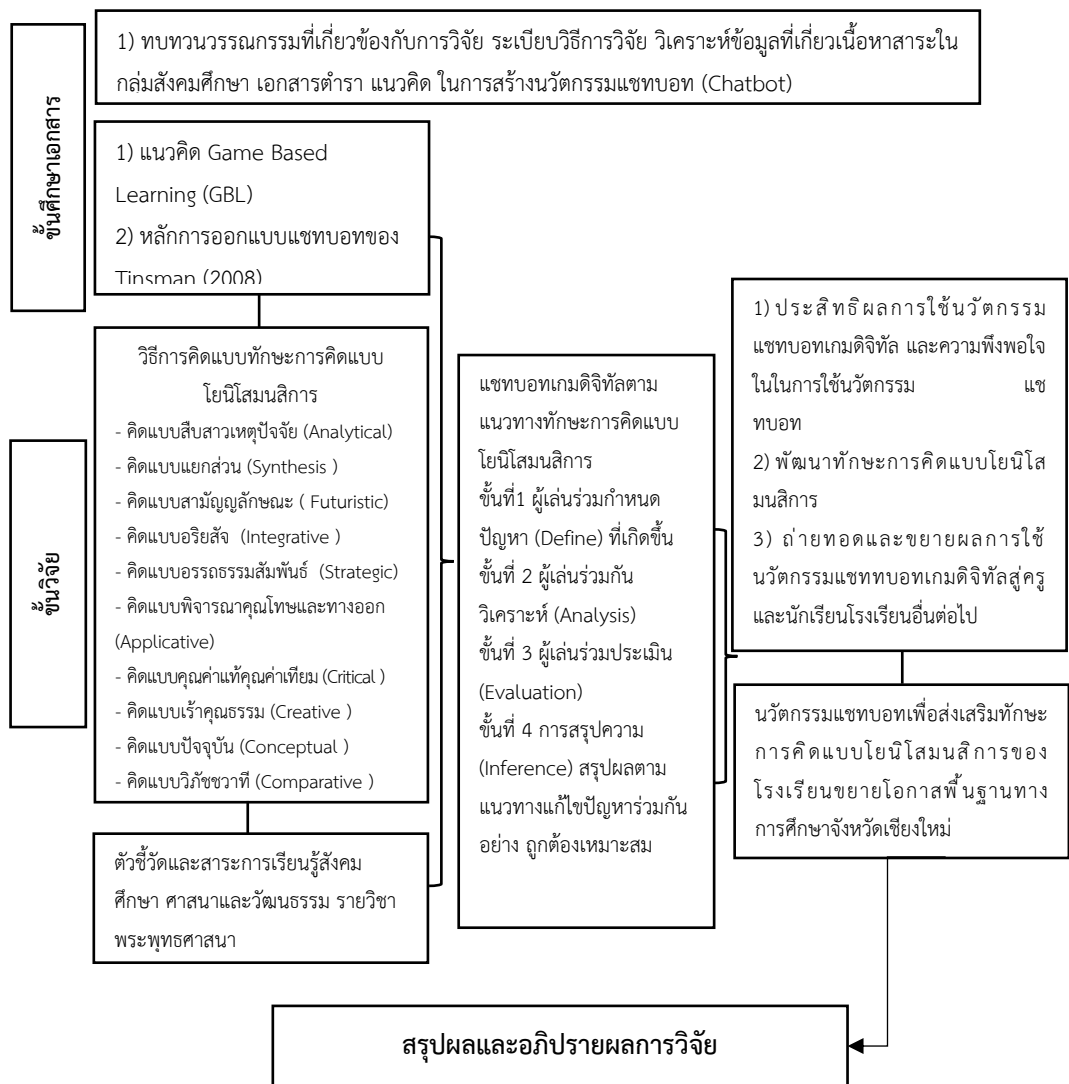 1) ทบทวนวรรณกรรมที่เกี่ยวข้องกับการวิจัย ระเบียบวิธีการวิจัย วิเคราะห์ข้อมูลที่เกี่ยวเนื้อหาสาระใน
กลุ่มสังคมศึกษา เอกสารตำรา แนวคิด ในการสร้างนวัตกรรมแชทบอท (Chatbot)
ขั้นศึกษาเอกสาร
1) แนวคิด Game Based
Learning (GBL)
2) หลักการออกแบบแชทบอทของ
Tinsman (2008)
ขั้นวิจัย
วิธีการคิดแบบทักษะการคิดแบบ
โยนิโสมนสิการ
- คิดแบบสืบสาวเหตุปัจจัย (Analytical)
- คิดแบบแยกส่วน (Synthesis )
- คิดแบบสามัญญลักษณะ ( Futuristic)
- คิดแบบอริยสัจ (Integrative )
- คิดแบบอรรถธรรมสัมพันธ์ (Strategic)
- คิดแบบพิจารณาคุณโทษและทางออก
(Applicative)
- คิดแบบคุณค่าแท้คุณค่าเทียม (Critical )
- คิดแบบเร้าคุณธรรม (Creative )
- คิดแบบปัจจุบัน (Conceptual )
- คิดแบบวิภัชชวาที (Comparative )
ตัวชี้วัดและสาระการเรียนรู้สังคม
ศึกษา ศาสนาและวัฒนธรรม รายวิชา
พระพุทธศาสนา
แชทบอทเกมดิจิทัลตาม
แนวทางทักษะการคิดแบบ
โยนิโสมนสิการ
ขั้นที่1 ผู้เล่นร่วมกำหนด
ปัญหา (Define) ที่เกิดขึ้น
ขั้นที่ 2 ผู้เล่นร่วมกัน
วิเคราะห์ (Analysis)
ขั้นที่ 3 ผู้เล่นร่วมประเมิน
(Evaluation)
ขั้นที่ 4 การสรุปความ
(Inference) สรุปผลตาม
แนวทางแก้ไขปัญหาร่วมกัน
อย่าง ถูกต้องเหมาะสม
1) ประสิทธิผลการใช้นวัตกรรม
แชทบอทเกมดิจิทัล และความพึงพอใจ
ในในการใช้นวัตกรรม แช
ทบอท
2) พัฒนาทักษะการคิดแบบโยนิโส
มนสิการ
3) ถ่ายทอดและขยายผลการใช้
นวัตกรรมแชททบอทเกมดิจิทัลสู่ครู
และนักเรียนโรงเรียนอื่นต่อไป
นวัตกรรมแชทบอทเพื่อส่งเสริมทักษะ
การคิดแบบโยนิโสมนสิการของ
โรงเรียนขยายโอกาสพื้นฐานทาง
การศึกษาจังหวัดเชียงใหม่
สรุปผลและอภิปรายผลการวิจัย